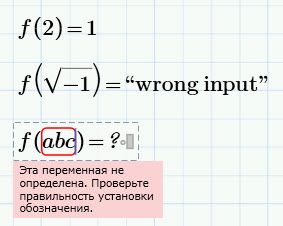 f(2)=1
f(√−1)=“wrong input”
f(abc)=?
Эта переменная не
определена. Проверьте
правильность установки
обозначения.